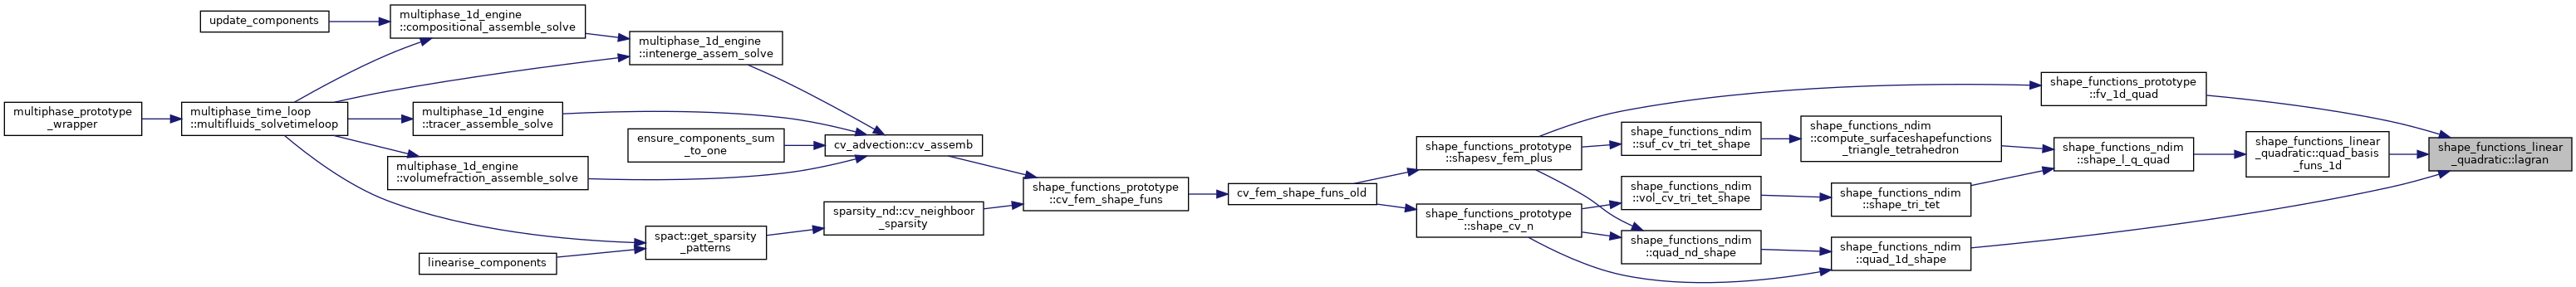 multiphase_prototype
_wrapper
update_components
multiphase_time_loop
::multifluids_solvetimeloop
multiphase_1d_engine
::compositional_assemble_solve
multiphase_1d_engine
::tracer_assemble_solve
multiphase_1d_engine
::volumefraction_assemble_solve
linearise_components
multiphase_1d_engine
::intenerge_assem_solve
ensure_components_sum
_to_one
spact::get_sparsity
_patterns
cv_advection::cv_assemb
sparsity_nd::cv_neighboor
_sparsity
shape_functions_prototype
::cv_fem_shape_funs
cv_fem_shape_funs_old
shape_functions_prototype
::shapesv_fem_plus
shape_functions_prototype
::shape_cv_n
shape_functions_ndim
::suf_cv_tri_tet_shape
shape_functions_ndim
::vol_cv_tri_tet_shape
shape_functions_ndim
::quad_nd_shape
shape_functions_ndim
::compute_surfaceshapefunctions
_triangle_tetrahedron
shape_functions_ndim
::shape_tri_tet
shape_functions_ndim
::quad_1d_shape
shape_functions_prototype
::fv_1d_quad
shape_functions_ndim
::shape_l_q_quad
shape_functions_linear
_quadratic::quad_basis
_funs_1d
shape_functions_linear
_quadratic::lagran